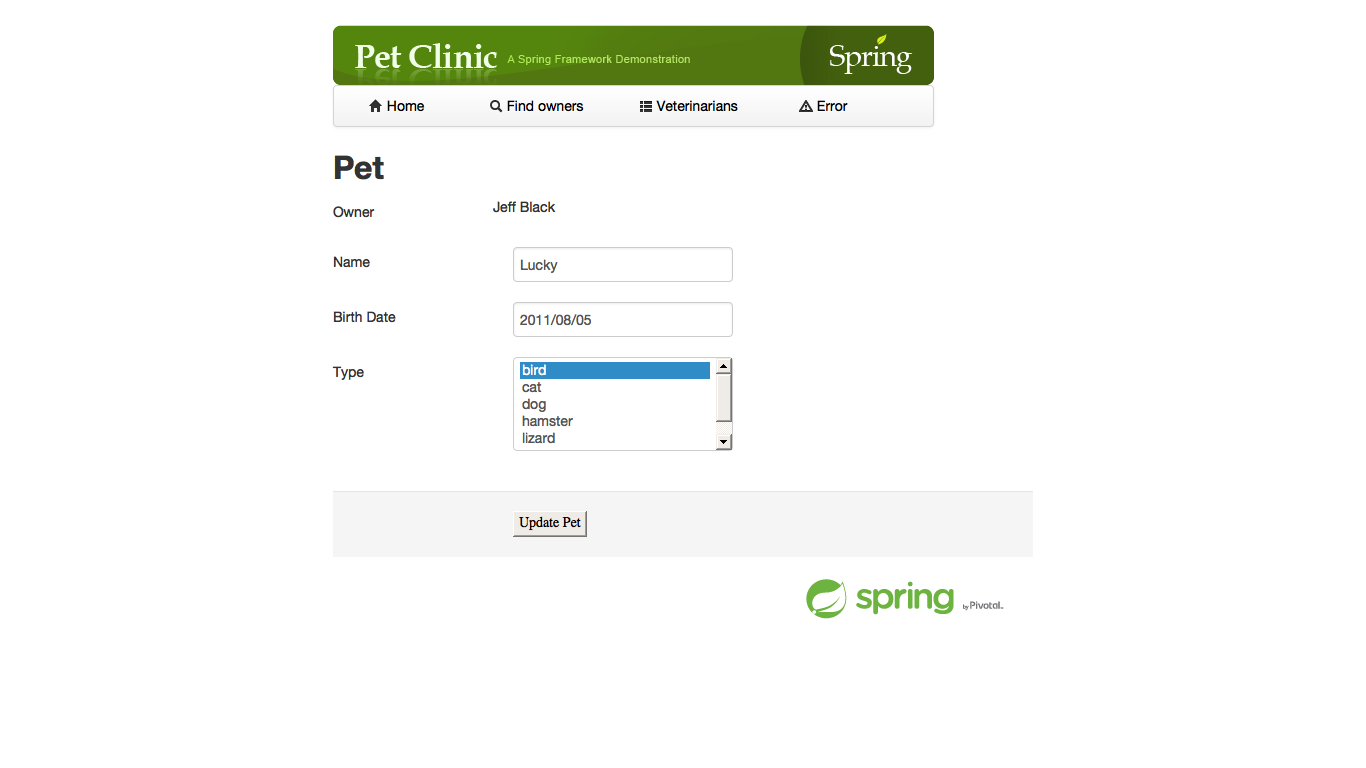 Pet Clinic A Spring Framework Demonstration Spring
Home Find owners Veterinarians Error
Pet
Owner Jeff Black
Name Lucky
Birth Date 2011/08/05
Type bird
cat
dog
hamster
lizard
Update Pet
spring by Pivotal.